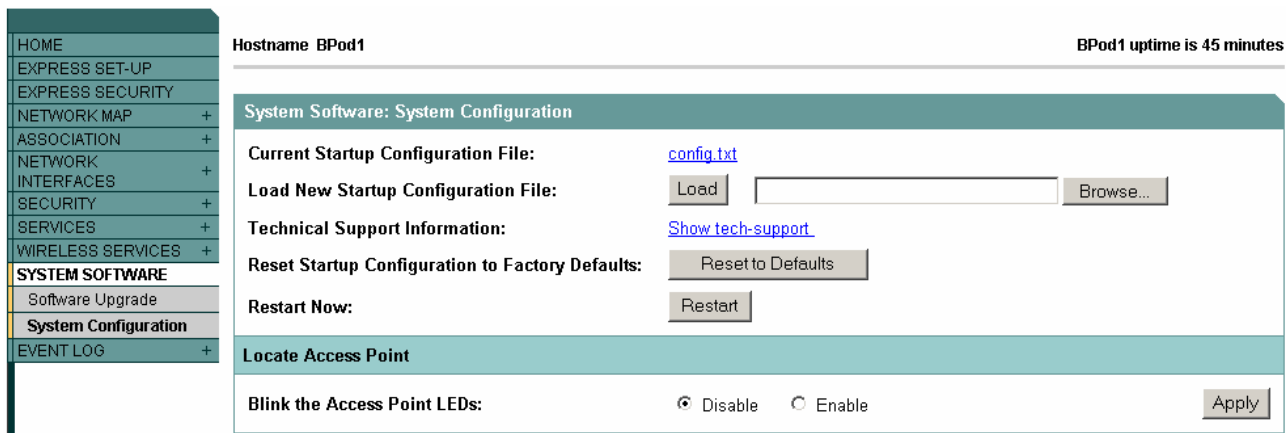 HOME
EXPRESS SET-UP
EXPRESS SECURITY
NETWORK MAP +
ASSOCIATION +
NETWORK
INTERFACES +
SECURITY +
SERVICES +
WIRELESS SERVICES +
SYSTEM SOFTWARE
Software Upgrade
System Configuration
EVENT LOG +
Hostname BPod1
BPod1 uptime is 45 minutes
System Software: System Configuration
Current Startup Configuration File: config.txt
Load New Startup Configuration File: Load Browse...
Technical Support Information: Show tech-support
Reset Startup Configuration to Factory Defaults: Reset to Defaults
Restart Now: Restart
Locate Access Point
Blink the Access Point LEDs: Disable Enable Apply